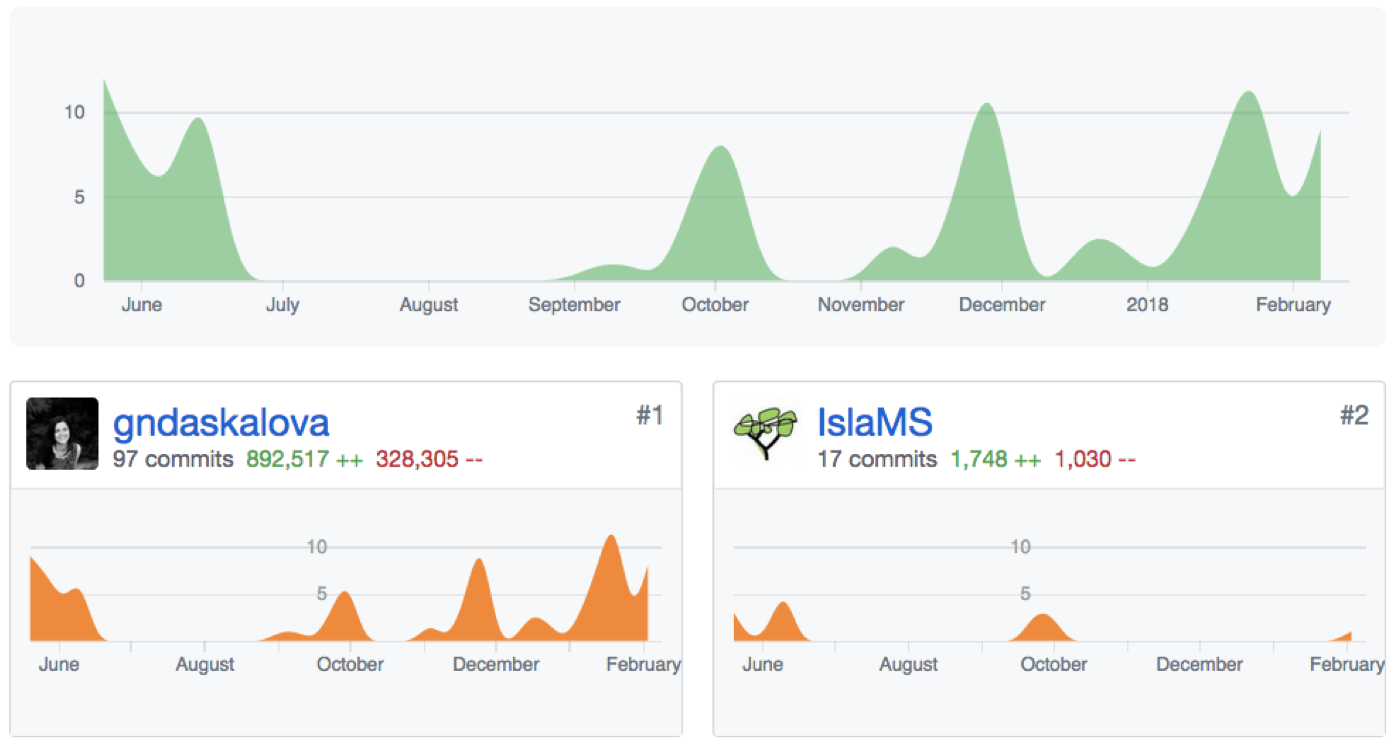 10
5
0
June July August September October November December 2018 February
gndaskalova #1
97 commits 892,517 ++ 328,305 --
10
5
June August October December February
IslaMS #2
17 commits 1,748 ++ 1,030 --
10
5
June August October December February